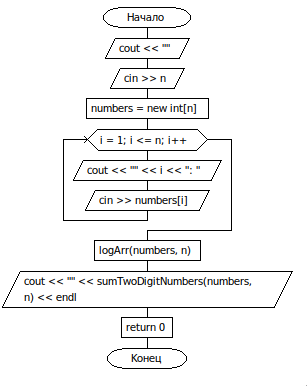 Начало
cout << ""
cin >> n
numbers = new int[n]
i = 1; i <= n; i++
cout << "" << i << ": "
cin >> numbers[i]
logArr(numbers, n)
cout << "" << sumTwoDigitNumbers(numbers,
n) << endl
return 0
Конец